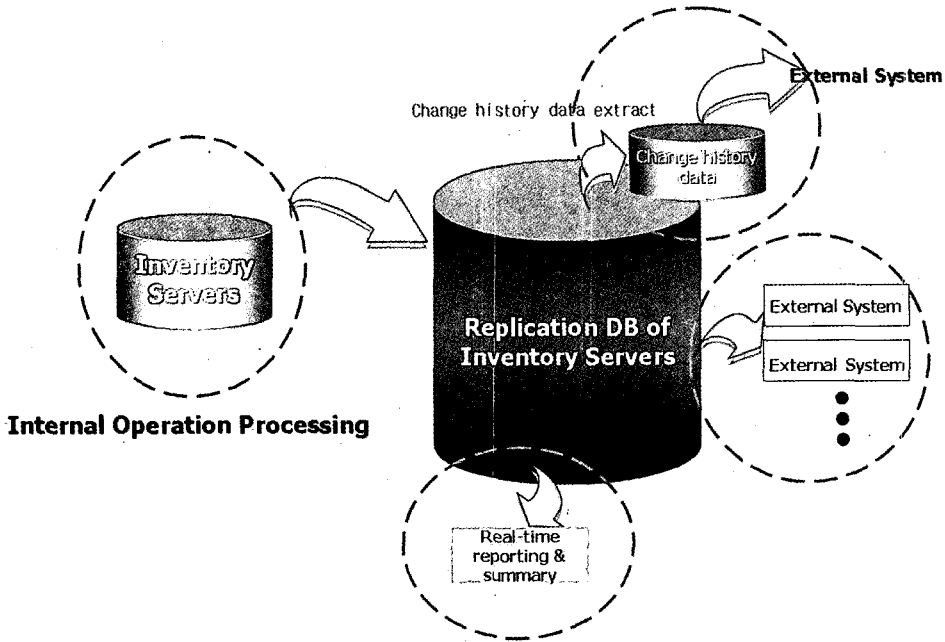 External System
Change history data extract
Change history
data
Inventory
Servers
External System
Replication DB of
Inventory Servers
External System
Internal Operation Processing
Real-time
reporting &
summary